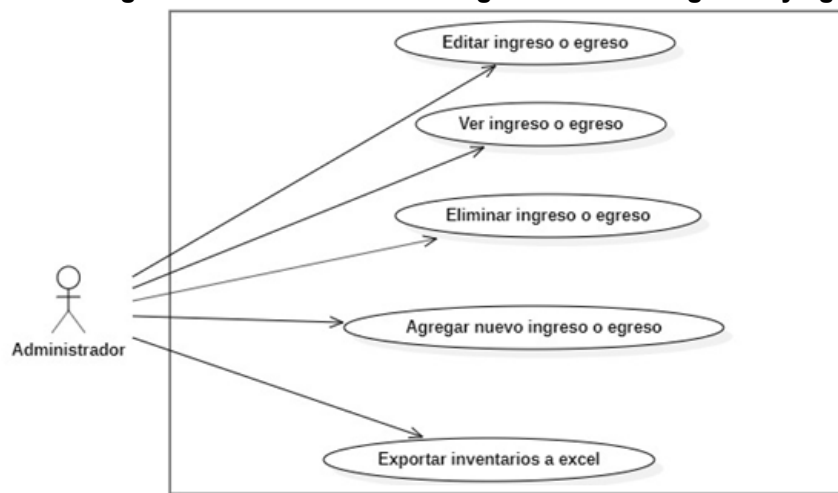 Editar ingreso o egreso
Ver ingreso o egreso
Eliminar ingreso o egreso
Agregar nuevo ingreso o egreso
Administrador
Exportar inventarios a excel